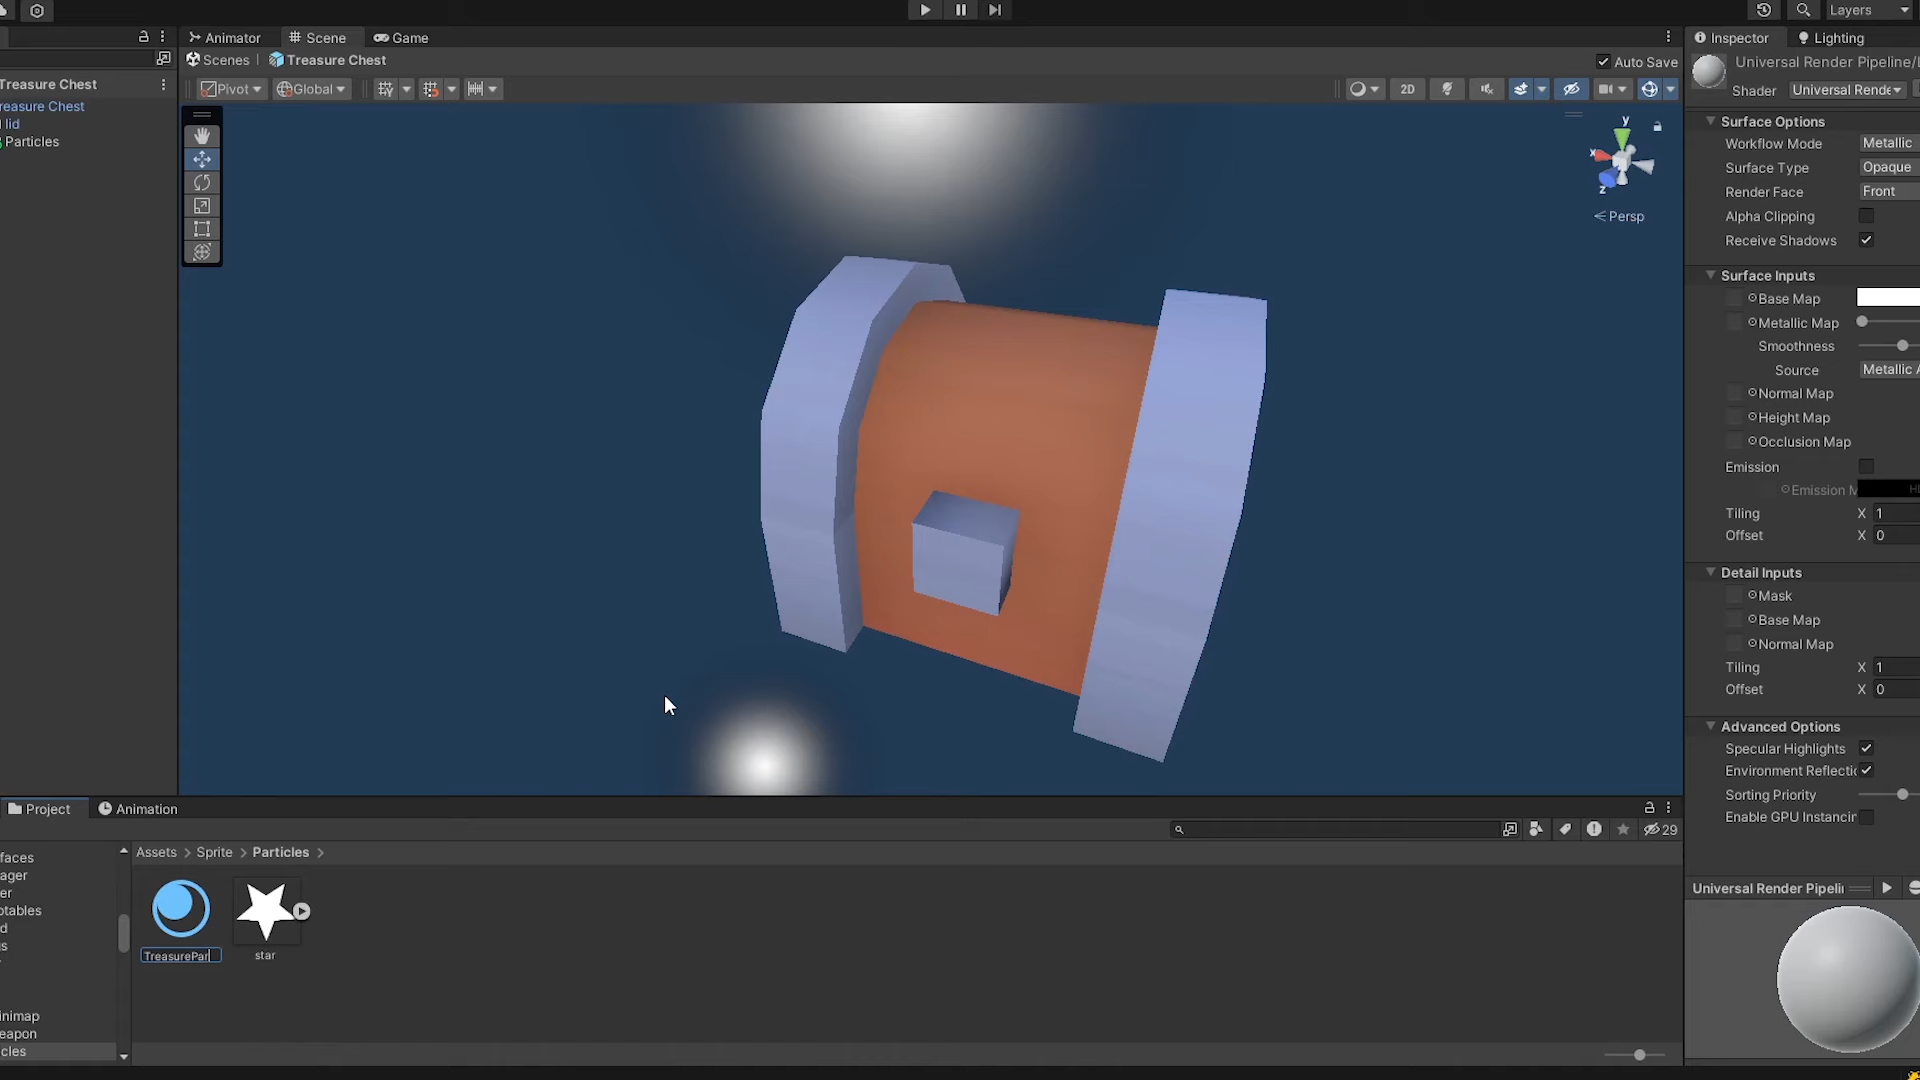 Layers
Animator
Scene
Game
Inspector
Lighting
Scenes
Treasure Chest
Auto Save
Universal Render Pipeline/L
Treasure Chest
Pivot
Global
2D
Shader
Universal Rende
reasure Chest
lid
Particles
y
x
z
Persp
Surface Options
Workflow Mode
Metallic
Surface Type
Opaque
Render Face
Front
Alpha Clipping
Receive Shadows
Surface Inputs
Base Map
Metallic Map
Smoothness
Source
Metallic A
Normal Map
Height Map
Occlusion Map
Emission
Emission M
H
Tiling
X 1
Offset
X 0
Detail Inputs
Mask
Base Map
Normal Map
Tiling
X 1
Offset
X 0
Advanced Options
Specular Highlights
Environment Reflectic
Sorting Priority
Enable GPU Instancin
Project
Animation
29
Assets > Sprite > Particles >
faces
ager
er
otables
d
s
inimap
eapon
cles
TreasurePar
star
Universal Render Pipelin